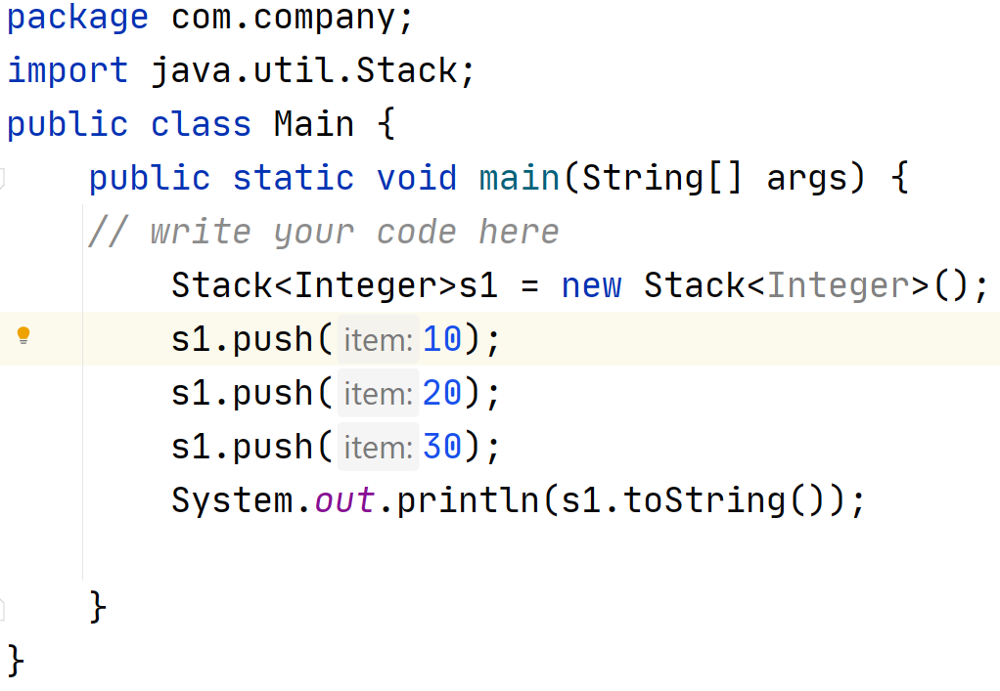 package com.company;
import java.util.Stack;
public class Main {
    public static void main(String[] args) {
    // write your code here
        Stack<Integer>s1 = new Stack<Integer>();
        s1.push( item: 10);
        s1.push( item: 20);
        s1.push( item: 30);
        System.out.println(s1.toString());
    }
}